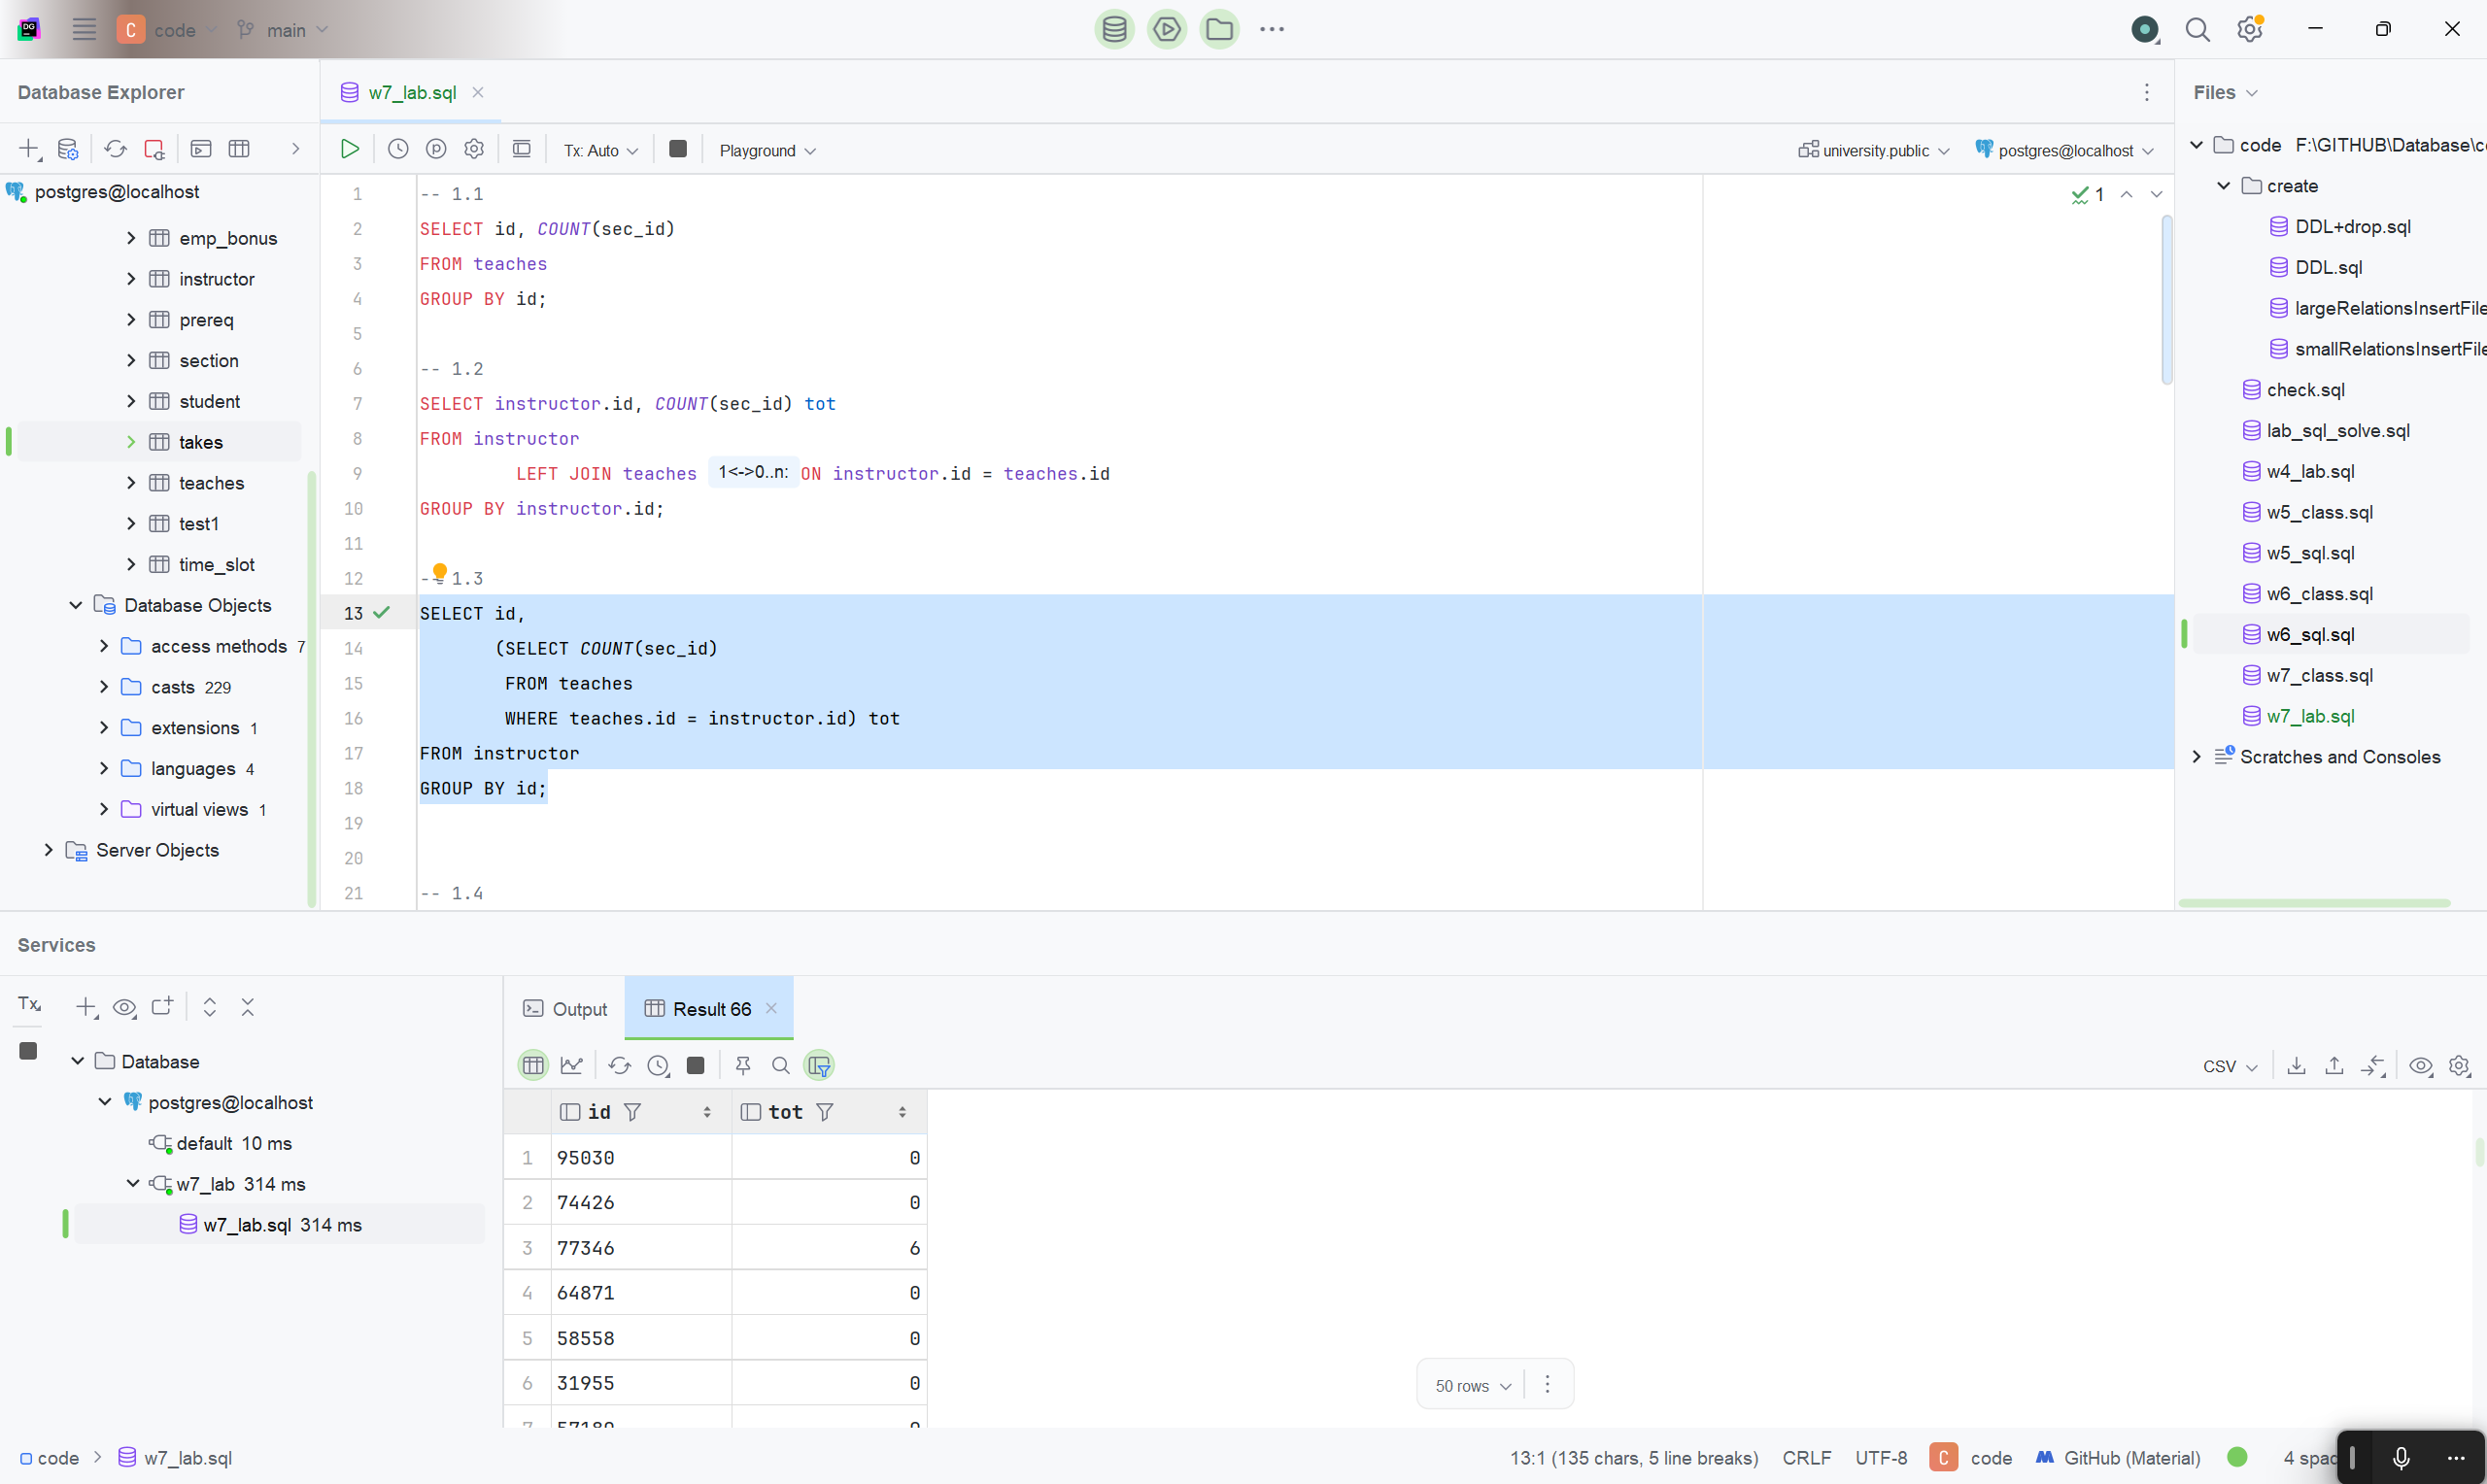 DG
C code main
Database Explorer
w7_lab.sql
Files
Tx: Auto
Playground
university.public
postgres@localhost
postgres@localhost
emp_bonus
instructor
prereq
section
student
takes
teaches
test1
time_slot
Database Objects
access methods 7
casts 229
extensions 1
languages 4
virtual views 1
Server Objects
1 -- 1.1
2 SELECT id, COUNT(sec_id)
3 FROM teaches
4 GROUP BY id;
5
6 -- 1.2
7 SELECT instructor.id, COUNT(sec_id) tot
8 FROM instructor
9 LEFT JOIN teaches 1<->0..n: ON instructor.id = teaches.id
10 GROUP BY instructor.id;
11
12 -- 1.3
13 SELECT id,
14 (SELECT COUNT(sec_id)
15 FROM teaches
16 WHERE teaches.id = instructor.id) tot
17 FROM instructor
18 GROUP BY id;
19
20
21 -- 1.4
1
code F:\GITHUB\Database\c
create
DDL+drop.sql
DDL.sql
largeRelationsInsertFile
smallRelationsInsertFile
check.sql
lab_sql_solve.sql
w4_lab.sql
w5_class.sql
w5_sql.sql
w6_class.sql
w6_sql.sql
w7_class.sql
w7_lab.sql
Scratches and Consoles
Services
Tx
Database
postgres@localhost
default 10 ms
w7_lab 314 ms
w7_lab.sql 314 ms
Output
Result 66
CSV
id tot
1 95030 0
2 74426 0
3 77346 6
4 64871 0
5 58558 0
6 31955 0
50 rows
code > w7_lab.sql
13:1 (135 chars, 5 line breaks) CRLF UTF-8 C code GitHub (Material) 4 spac